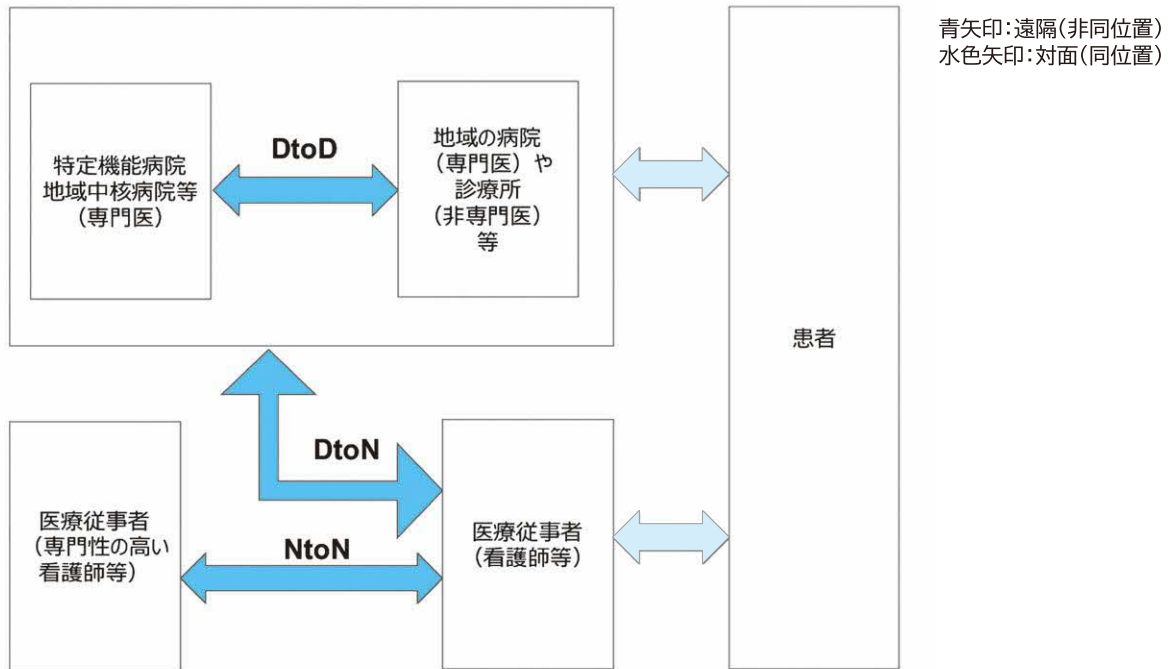 青矢印：遠隔（非同位置）
水色矢印：対面（同位置）
特定機能病院
地域中核病院等
（専門医）
DtoD
地域の病院
（専門医）や
診療所
（非専門医）
等
患者
DtoN
医療従事者
（専門性の高い
看護師等）
NtoN
医療従事者
（看護師等）